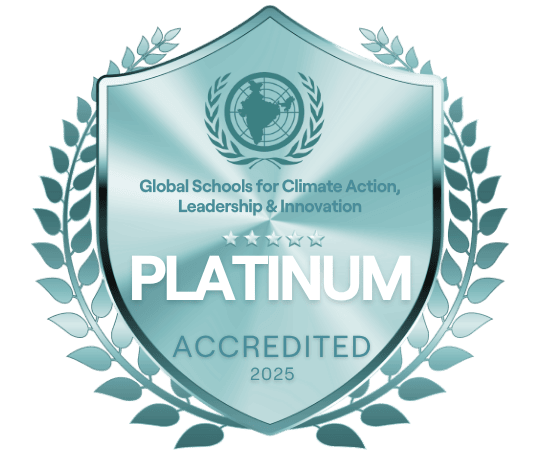 Global Schools for Climate Action,
Leadership & Innovation
PLATINUM
ACCREDITED
2025